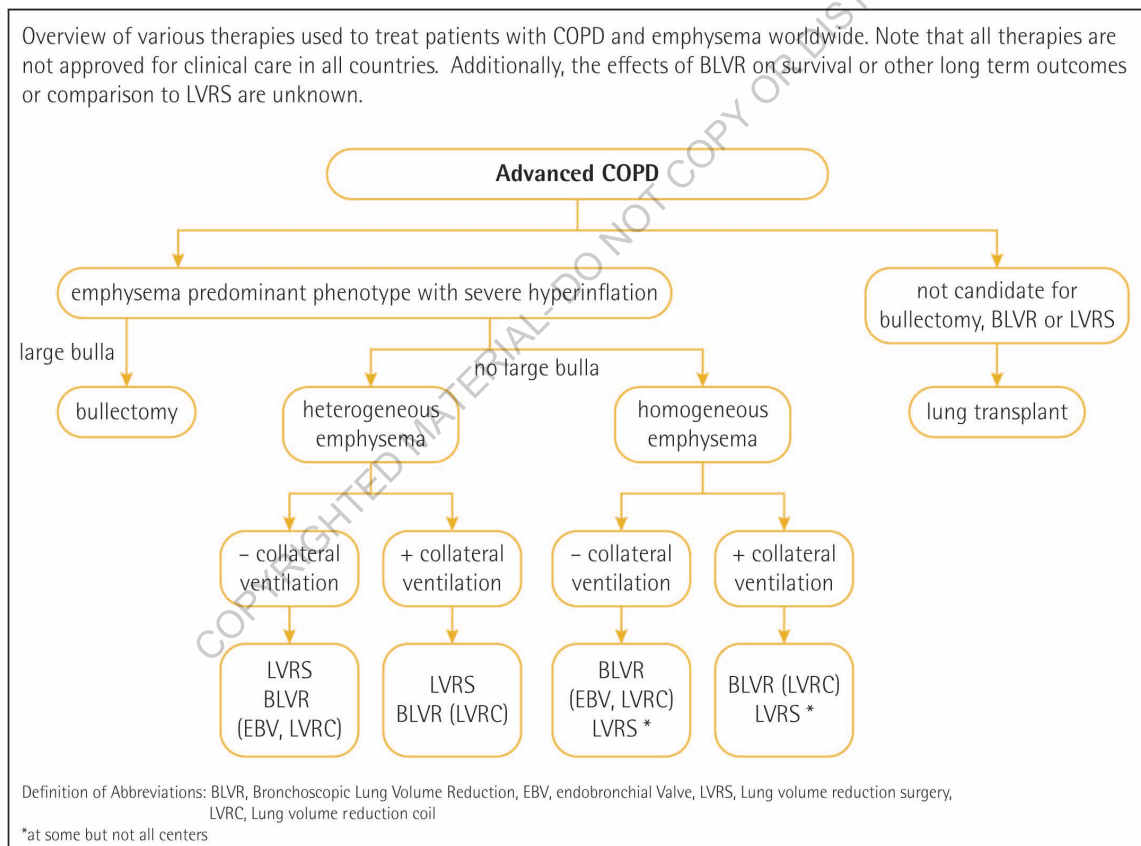 Overview of various therapies used to treat patients with COPD and emphysema worldwide. Note that all therapies are
not approved for clinical care in all countries.  Additionally, the effects of BLVR on survival or other long term outcomes
or comparison to LVRS are unknown.
Advanced COPD
emphysema predominant phenotype with severe hyperinflation
not candidate for
bullectomy, BLVR or LVRS
large bulla
no large bulla
bullectomy
heterogeneous
emphysema
homogeneous
emphysema
lung transplant
– collateral
ventilation
+ collateral
ventilation
– collateral
ventilation
+ collateral
ventilation
LVRS
BLVR
(EBV, LVRC)
LVRS
BLVR (LVRC)
BLVR
(EBV, LVRC)
LVRS *
BLVR (LVRC)
LVRS *
Definition of Abbreviations: BLVR, Bronchoscopic Lung Volume Reduction, EBV, endobronchial Valve, LVRS, Lung volume reduction surgery,
LVRC, Lung volume reduction coil
*at some but not all centers
COPYRIGHTED MATERIAL-DO NOT COPY OR